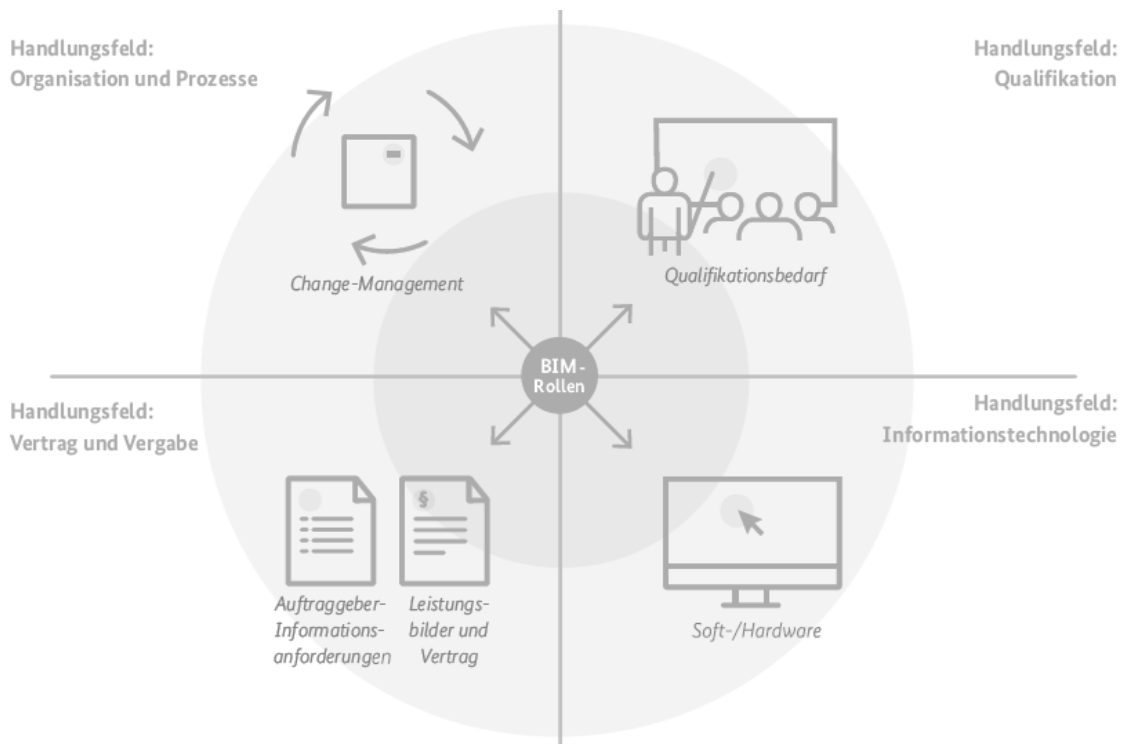 Handlungsfeld:
Organisation und Prozesse
Handlungsfeld:
Qualifikation
Change-Management
Qualifikationsbedarf
BIM-
Rollen
Handlungsfeld:
Vertrag und Vergabe
Handlungsfeld:
Informationstechnologie
§
Auftraggeber-
Informations-
anforderungen
Leistungs-
bilder und
Vertrag
Soft-/Hardware